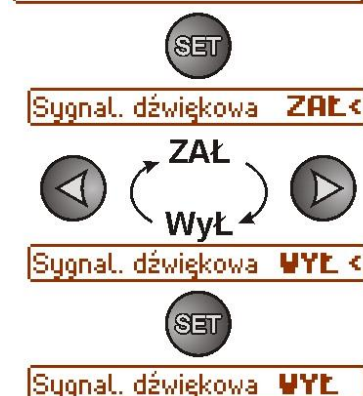 SET
Sygnal. dźwiękowa ZAŁ<
ZAŁ
WyŁ
Sygnal. dźwiękowa WYŁ <
SET
Sygnal. dźwiękowa WYŁ